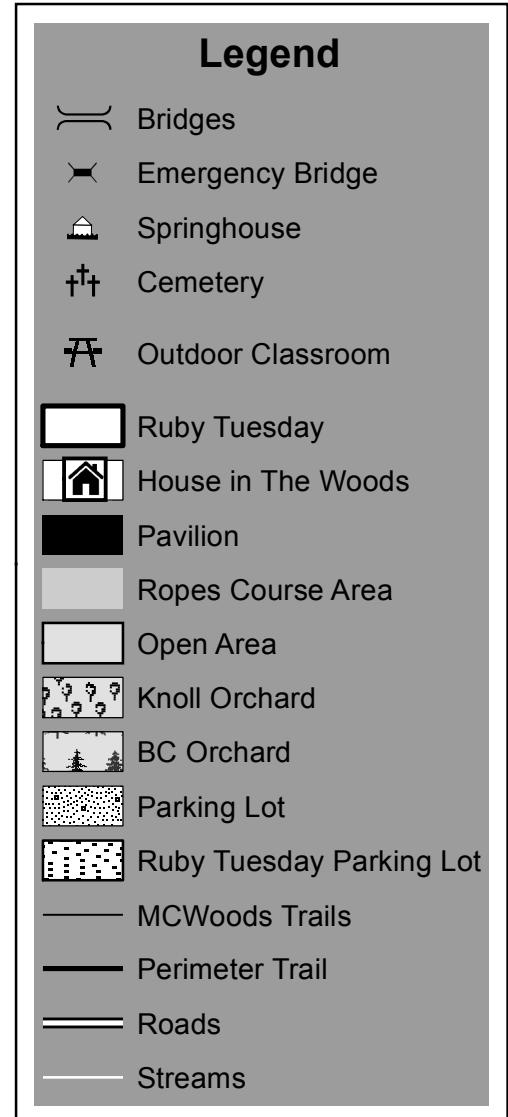 Legend
Bridges
Emergency Bridge
Springhouse
Cemetery
Outdoor Classroom
Ruby Tuesday
House in The Woods
Pavilion
Ropes Course Area
Open Area
Knoll Orchard
BC Orchard
Parking Lot
Ruby Tuesday Parking Lot
MCWoods Trails
Perimeter Trail
Roads
Streams